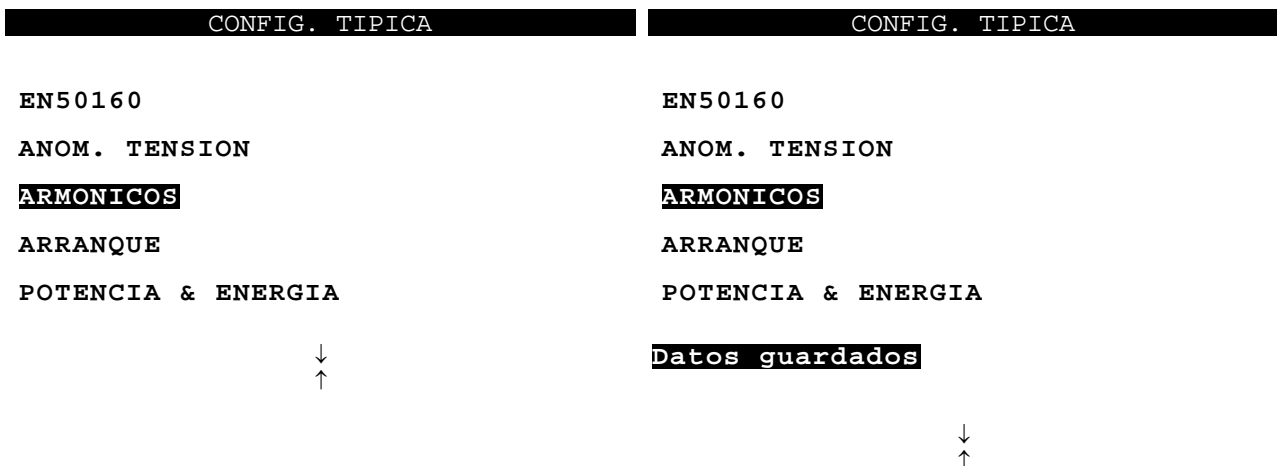 CONFIG. TIPICA
EN50160
ANOM. TENSION
ARMONICOS
ARRANQUE
POTENCIA & ENERGIA
↓
↑
CONFIG. TIPICA
EN50160
ANOM. TENSION
ARMONICOS
ARRANQUE
POTENCIA & ENERGIA
Datos guardados
↓
↑